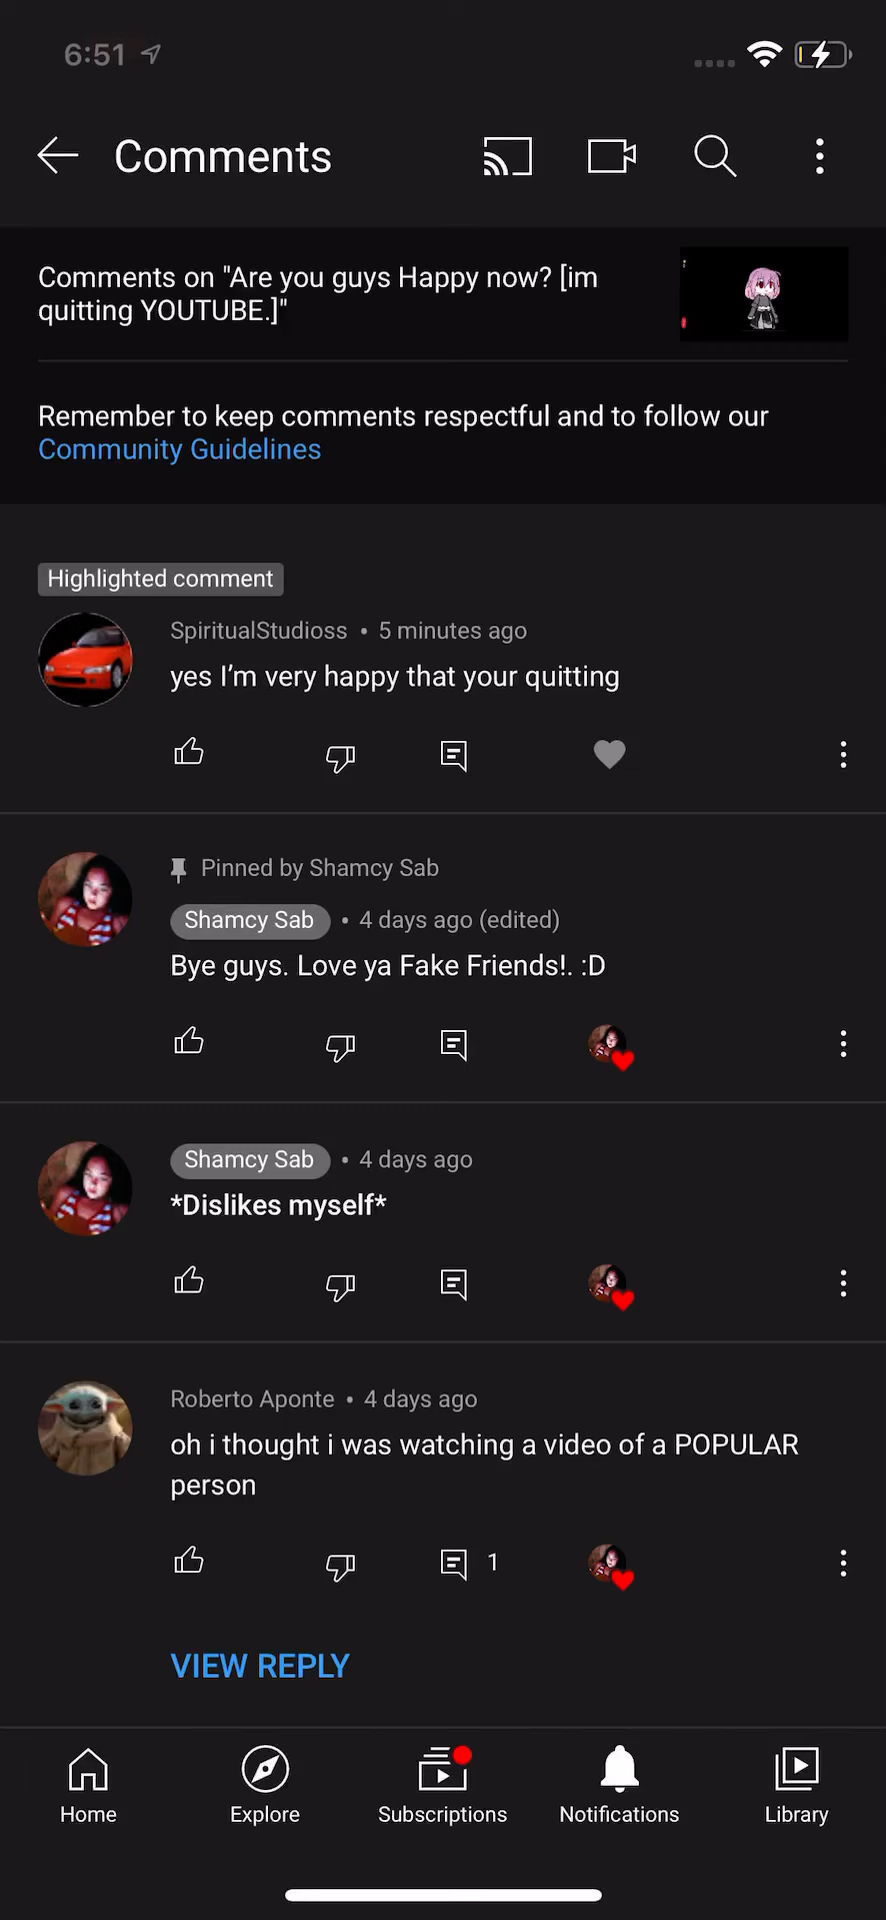 6:51
Comments
Comments on "Are you guys Happy now? [im
quitting YOUTUBE.]"
Remember to keep comments respectful and to follow our
Community Guidelines
Highlighted comment
SpiritualStudioss • 5 minutes ago
yes I’m very happy that your quitting
Pinned by Shamcy Sab
Shamcy Sab • 4 days ago (edited)
Bye guys. Love ya Fake Friends!. :D
Shamcy Sab • 4 days ago
*Dislikes myself*
Roberto Aponte • 4 days ago
oh i thought i was watching a video of a POPULAR
person
1
VIEW REPLY
Home Explore Subscriptions Notifications Library